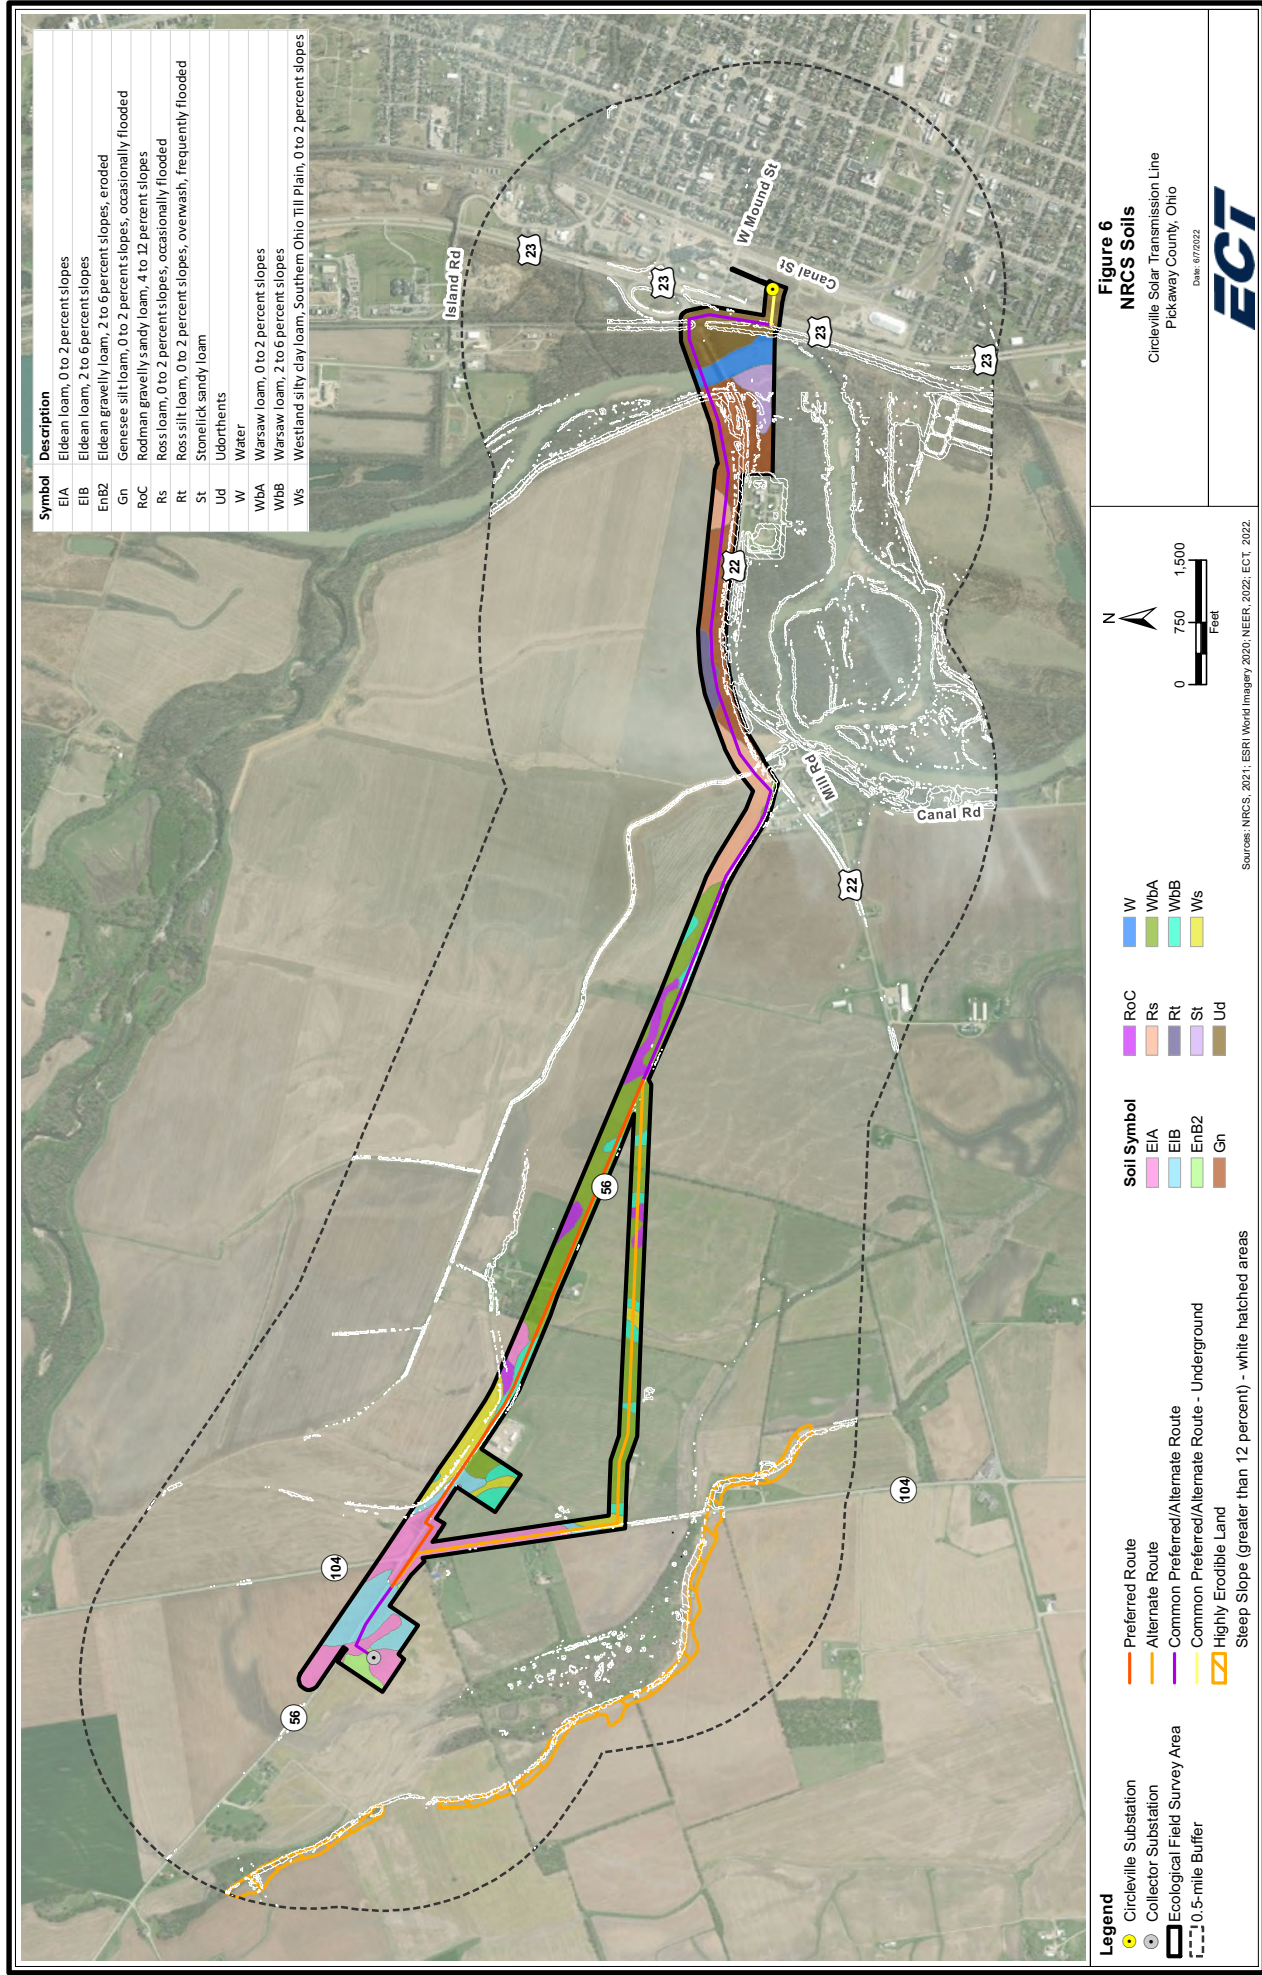 Symbol Description
ElA Eldean loam, 0 to 2 percent slopes
ElB Eldean loam, 2 to 6 percent slopes
EnB2 Eldean gravelly loam, 2 to 6 percent slopes, eroded
Gn Genesee silt loam, 0 to 2 percent slopes, occasionally flooded
RoC Rodman gravelly sandy loam, 4 to 12 percent slopes
Rs Ross loam, 0 to 2 percent slopes, occasionally flooded
Rt Ross silt loam, 0 to 2 percent slopes, overwash, frequently flooded
St Stonelick sandy loam
Ud Udorthents
W Water
WbA Warsaw loam, 0 to 2 percent slopes
WbB Warsaw loam, 2 to 6 percent slopes
Ws Westland silty clay loam, Southern Ohio Till Plain, 0 to 2 percent slopes
Island Rd
23
23
W Mound St
Canal St
23
23
22
Mill Rd
Canal Rd
22
56
104
104
56
Legend
Circleville Substation
Collector Substation
Ecological Field Survey Area
0.5-mile Buffer
Preferred Route
Alternate Route
Common Preferred/Alternate Route
Common Preferred/Alternate Route - Underground
Highly Erodible Land
Steep Slope (greater than 12 percent) - white hatched areas
Soil Symbol
ElA
ElB
EnB2
Gn
RoC
Rs
Rt
St
Ud
W
WbA
WbB
Ws
N
0 750 1,500
Feet
Sources: NRCS, 2021; ESRI World Imagery 2020; NEER, 2022; ECT, 2022.
Figure 6
NRCS Soils
Circleville Solar Transmission Line
Pickaway County, Ohio
Date: 6/7/2022
ECT